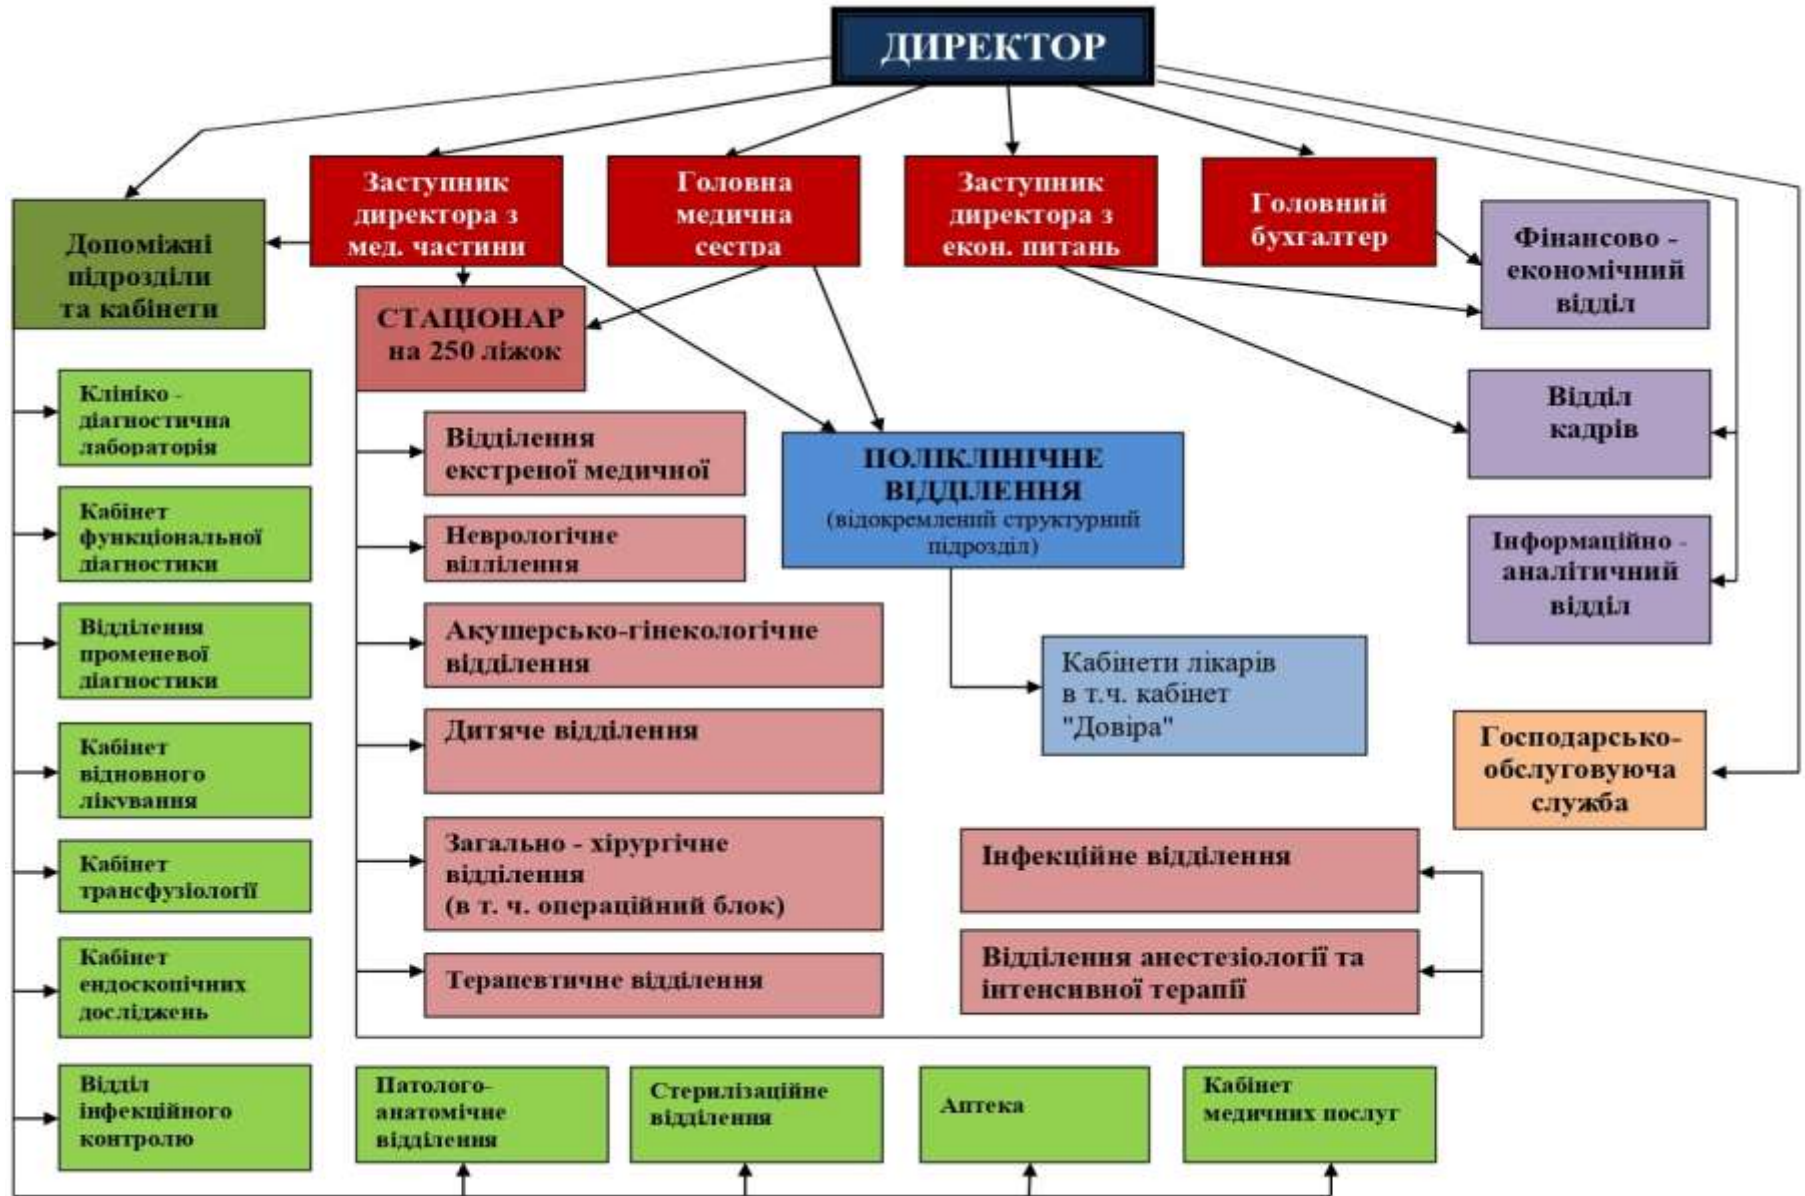 ДИРЕКТОР
Заступник
директора з
мед. частини
Головна
медична
сестра
Заступник
директора з
екон. питань
Головний
бухгалтер
Допоміжні
підрозділи
та кабінети
Фінансово -
економічний
відділ
СТАЦІОНАР
на 250 ліжок
Клініко -
діагностична
лабораторія
Кабінет
функціональної
діагностики
Відділення
променевої
діагностики
Кабінет
відновного
лікування
Кабінет
трансфузіології
Кабінет
ендоскопічних
досліджень
Відділ
інфекційного
контролю
Відділення
екстреної медичної
Неврологічне
відділення
Акушерсько-гінекологічне
відділення
Дитяче відділення
Загально - хірургічне
відділення
(в т. ч. операційний блок)
Терапевтичне відділення
ПОЛІКЛІНІЧНЕ
ВІДДІЛЕННЯ
(відокремлений структурний
підрозділ)
Кабінети лікарів
в т.ч. кабінет
"Довіра"
Відділ
кадрів
Інформаційно -
аналітичний
відділ
Господарсько-
обслуговуюча
служба
Інфекційне відділення
Відділення анестезіології та
інтенсивної терапії
Патолого-
анатомічне
відділення
Стерилізаційне
відділення
Аптека
Кабінет
медичних послуг